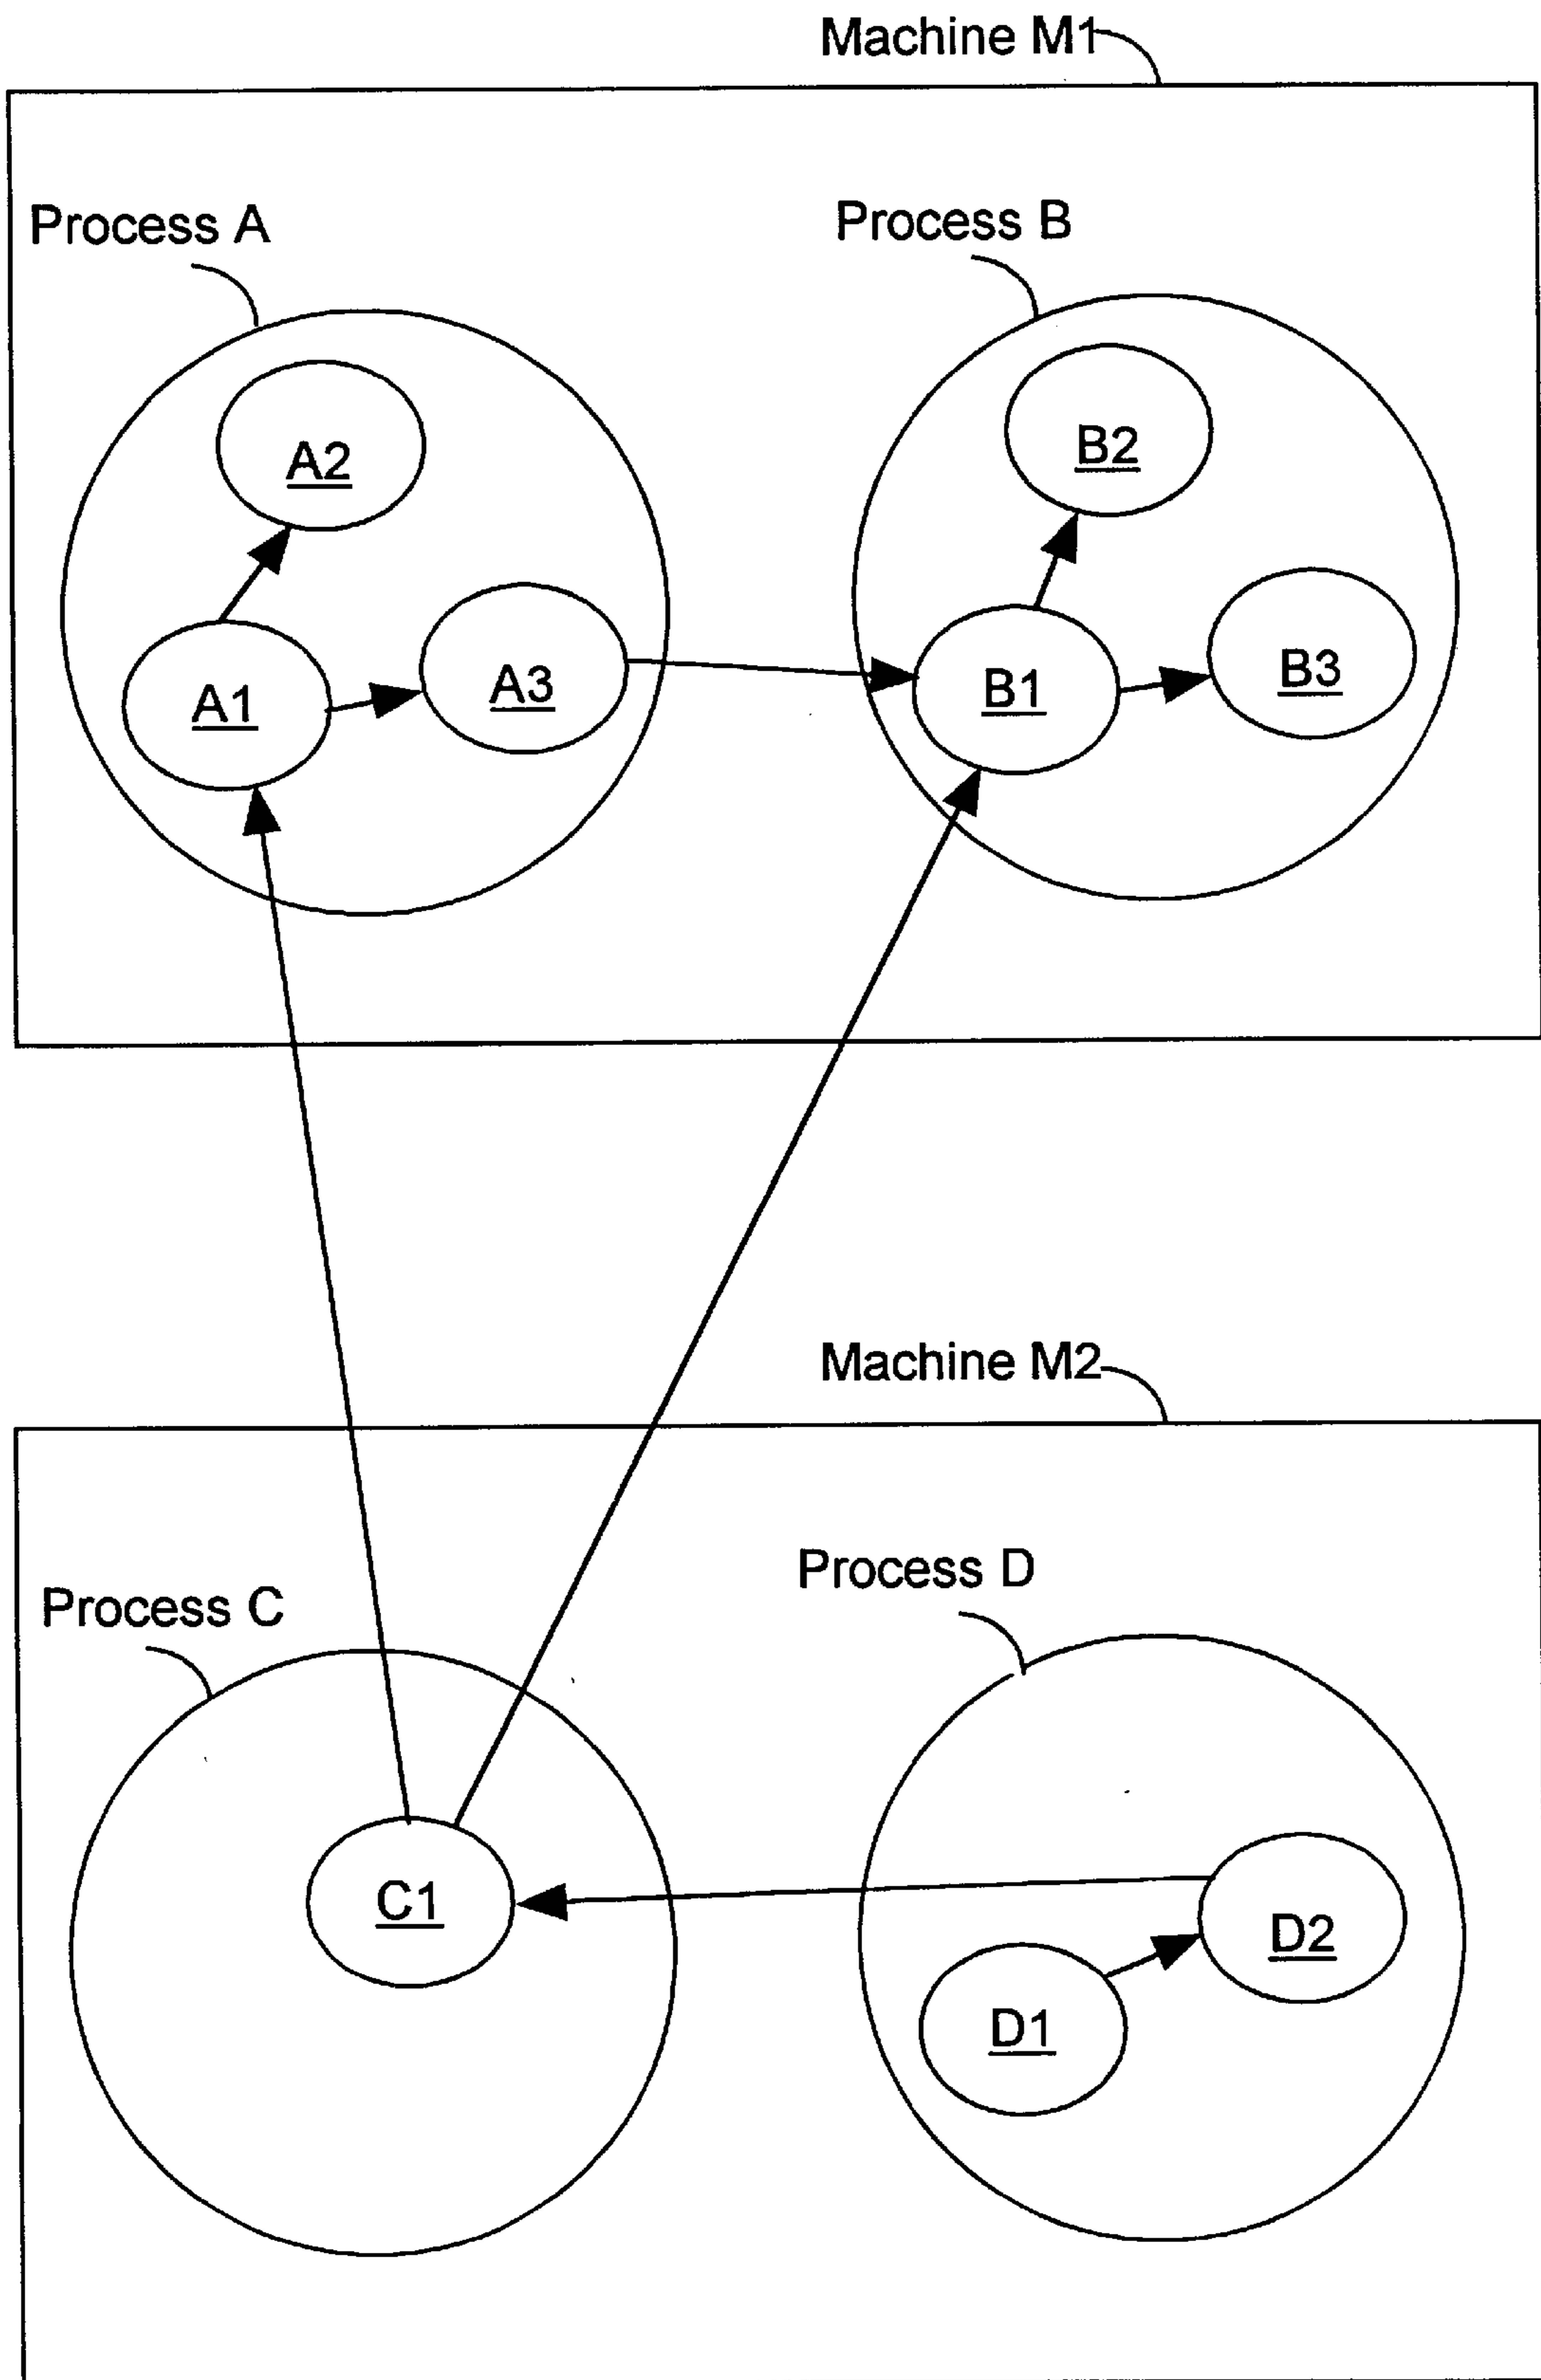 Machine M1
Process A
Process B
A2
B2
A1
A3
B1
B3
Machine M2
Process C
Process D
C1
D2
D1